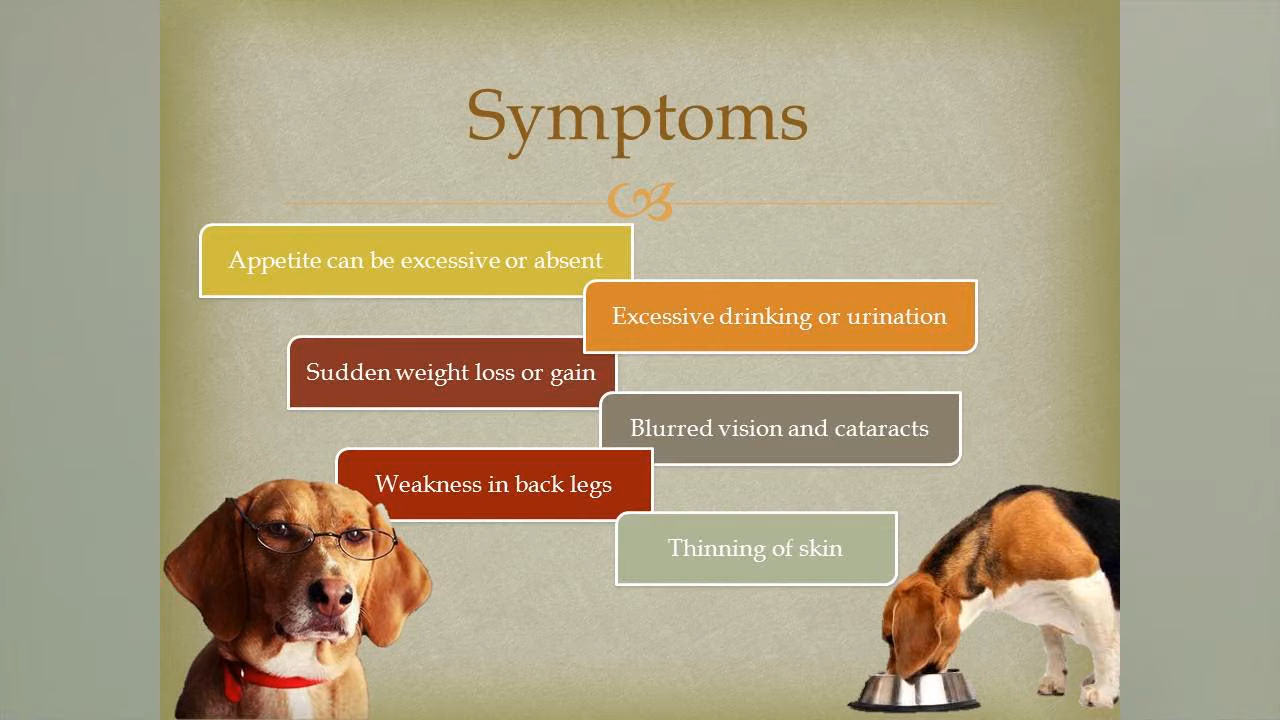 Symptoms
Appetite can be excessive or absent
Excessive drinking or urination
Sudden weight loss or gain
Blurred vision and cataracts
Weakness in back legs
Thinning of skin